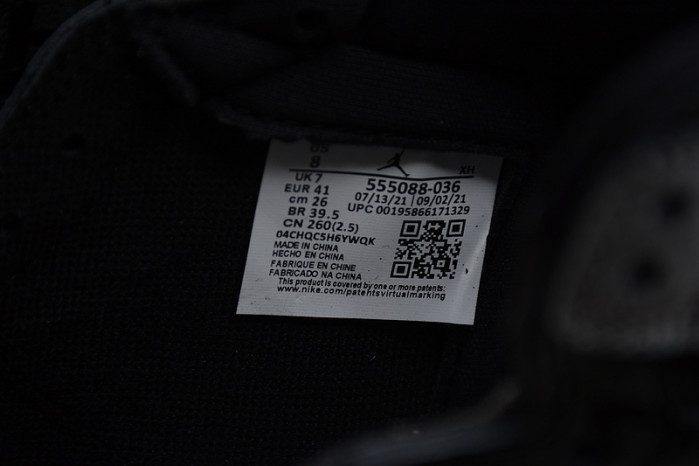 US
8
XH
UK 7
555088-036
EUR 41
07/13/21 | 09/02/21
cm 26
UPC 00195866171329
BR 39.5
CN 260(2.5)
04CHQC5H6YWQK
MADE IN CHINA
HECHO EN CHINA
FABRIQUE EN CHINE
FABRICADO NA CHINA
This product is covered by one or more patents:
www.nike.com/patentsvirtualmarking